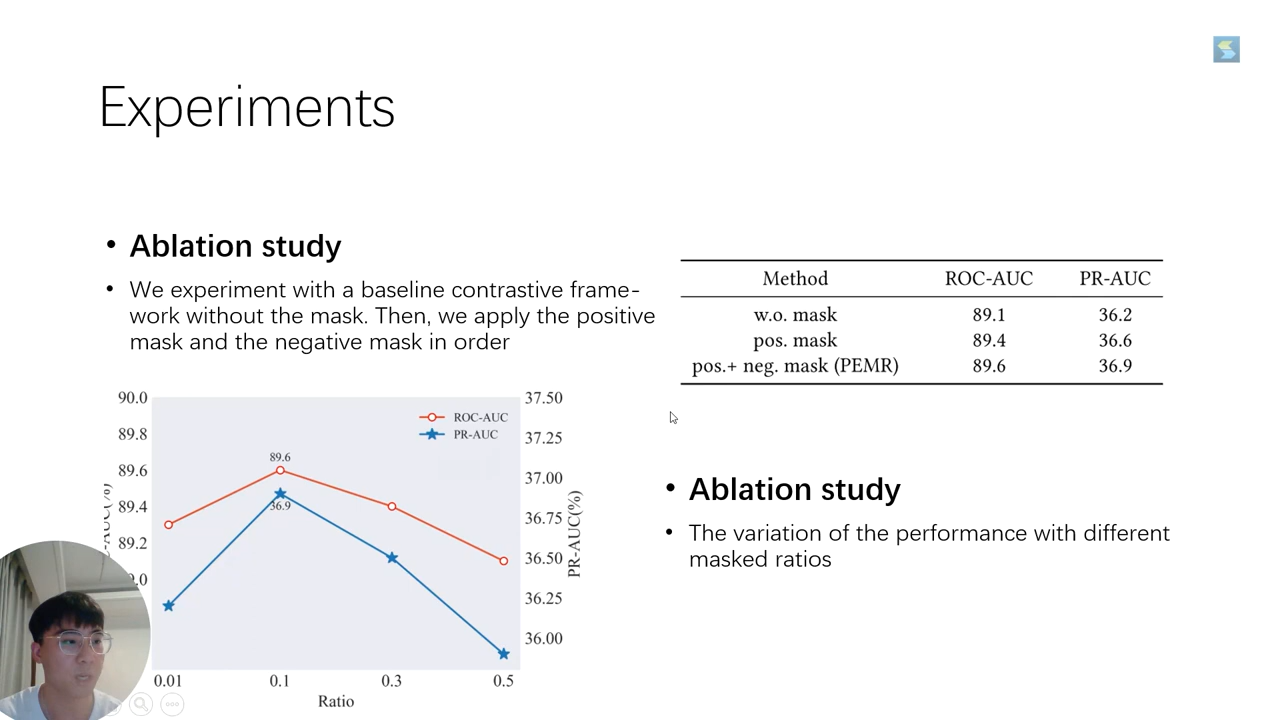 Experiments
• Ablation study
• We experiment with a baseline contrastive frame-
work without the mask. Then, we apply the positive
mask and the negative mask in order
Method ROC-AUC PR-AUC
w.o. mask 89.1 36.2
pos. mask 89.4 36.6
pos.+ neg. mask (PEMR) 89.6 36.9
90.0
89.8
89.6
89.4
89.2
37.50
37.25
37.00
36.75
36.50
36.25
36.00
PR-AUC(%)
ROC-AUC
PR-AUC
89.6
36.9
0.01 0.1 0.3 0.5
Ratio
• Ablation study
• The variation of the performance with different
masked ratios